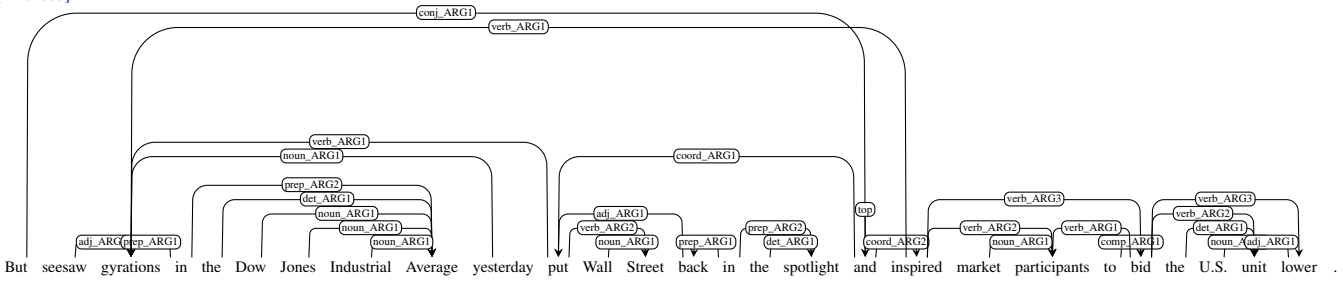 conj_ARG1
verb_ARG1
verb_ARG1
noun_ARG1 coord_ARG1
prep_ARG2
det_ARG1 verb_ARG3 verb_ARG3
noun_ARG1 top adj_ARG1 verb_ARG2
noun_ARG1 verb_ARG2 prep_ARG2 verb_ARG2 verb_ARG1 det_ARG1
adj_ARG prep_ARG1 noun_ARG1 noun_ARG1 prep_ARG1 det_ARG1 coord_ARG2 noun_ARG1 comp_ARG1 noun_A adj_ARG1
But seesaw gyrations in the Dow Jones Industrial Average yesterday put Wall Street back in the spotlight and inspired market participants to bid the U.S. unit lower .